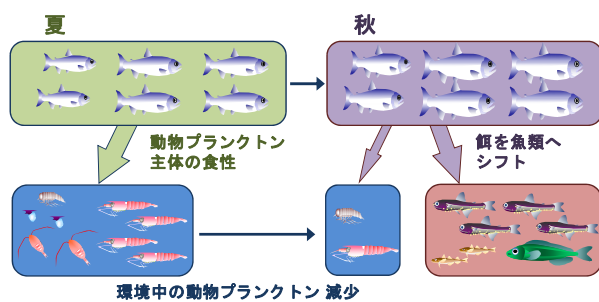 夏
秋
動物プランクトン
主体の食性
餌を魚類へ
シフト
環境中の動物プランクトン 減少